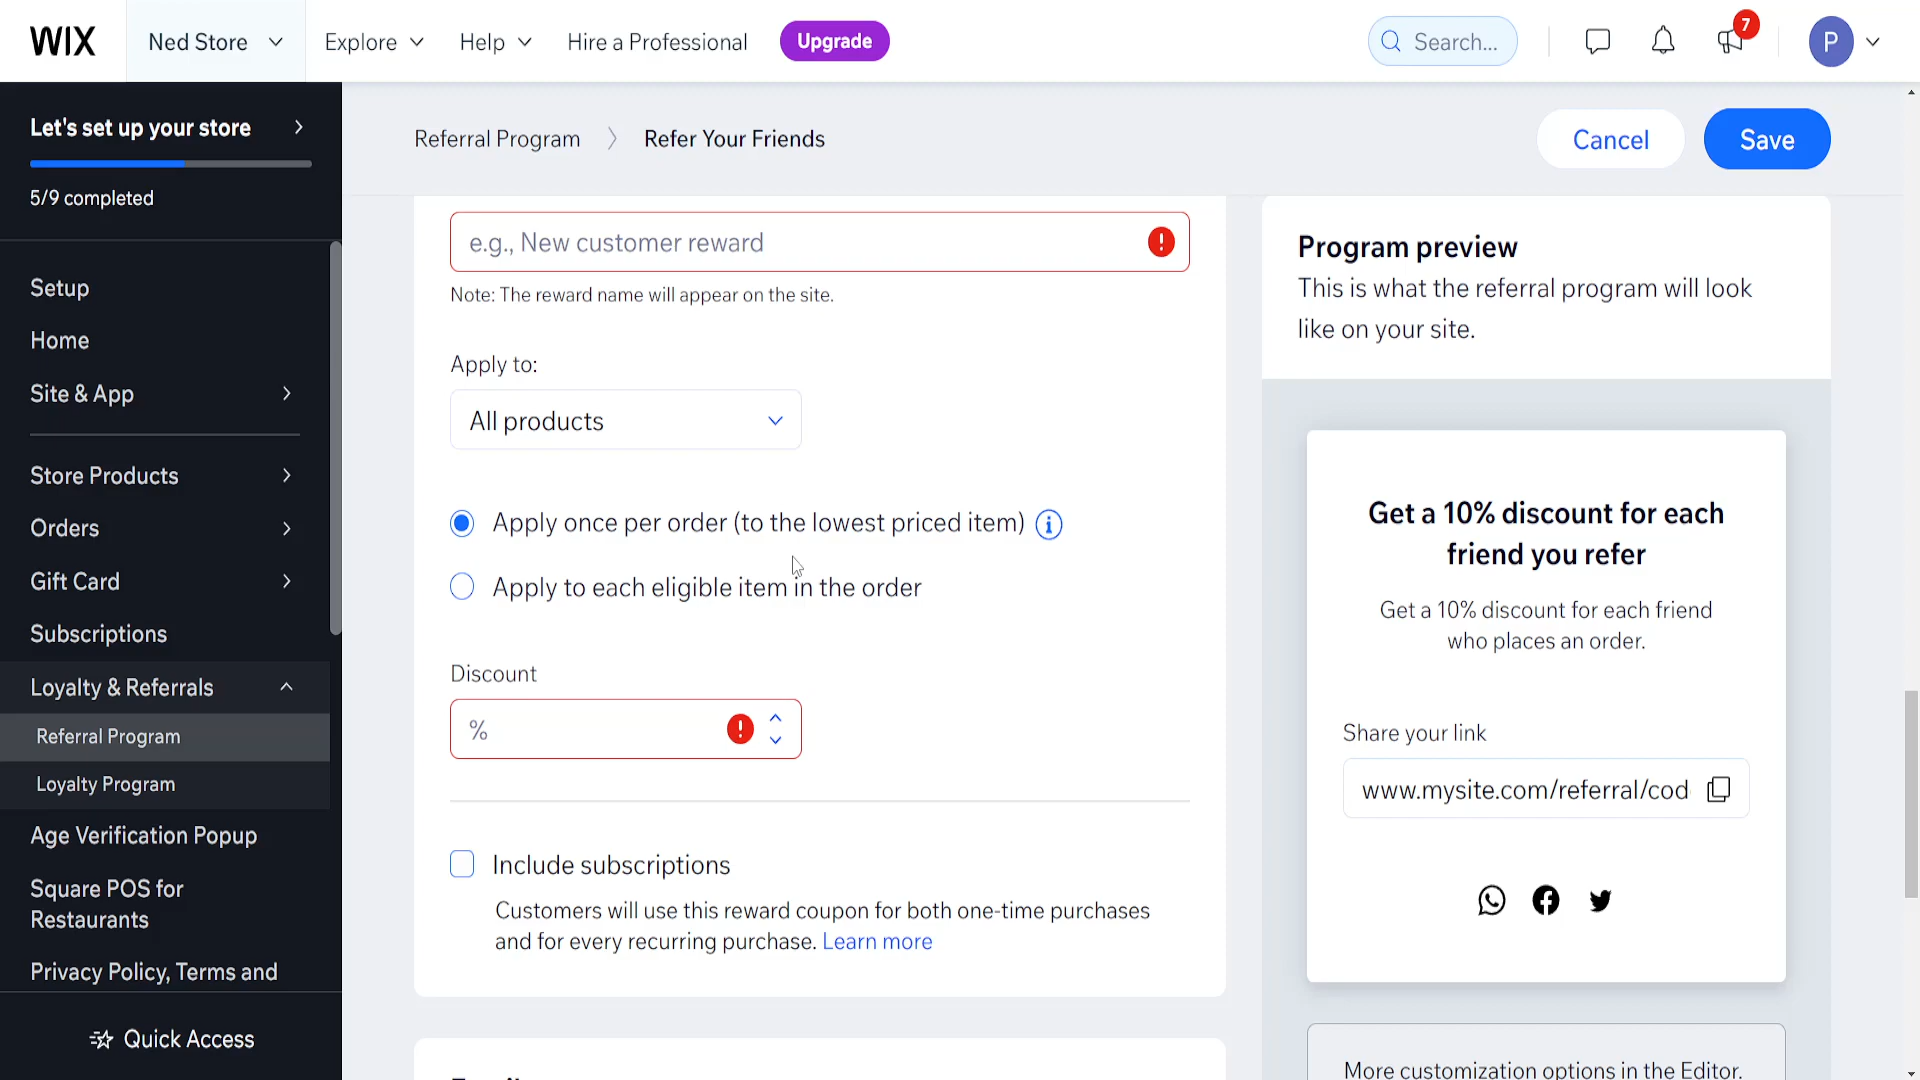 WIX
Ned Store
Explore
Help
Hire a Professional
Upgrade
Search...
7
P
Let's set up your store
5/9 completed
Setup
Home
Site & App
Store Products
Orders
Gift Card
Subscriptions
Loyalty & Referrals
Referral Program
Loyalty Program
Age Verification Popup
Square POS for
Restaurants
Privacy Policy, Terms and
Quick Access
Referral Program
Refer Your Friends
Cancel
Save
e.g., New customer reward
Note: The reward name will appear on the site.
Apply to:
All products
Apply once per order (to the lowest priced item)
Apply to each eligible item in the order
Discount
%
Include subscriptions
Customers will use this reward coupon for both one-time purchases
and for every recurring purchase. Learn more
Program preview
This is what the referral program will look
like on your site.
Get a 10% discount for each
friend you refer
Get a 10% discount for each friend
who places an order.
Share your link
www.mysite.com/referral/cod
More customization options in the Editor.